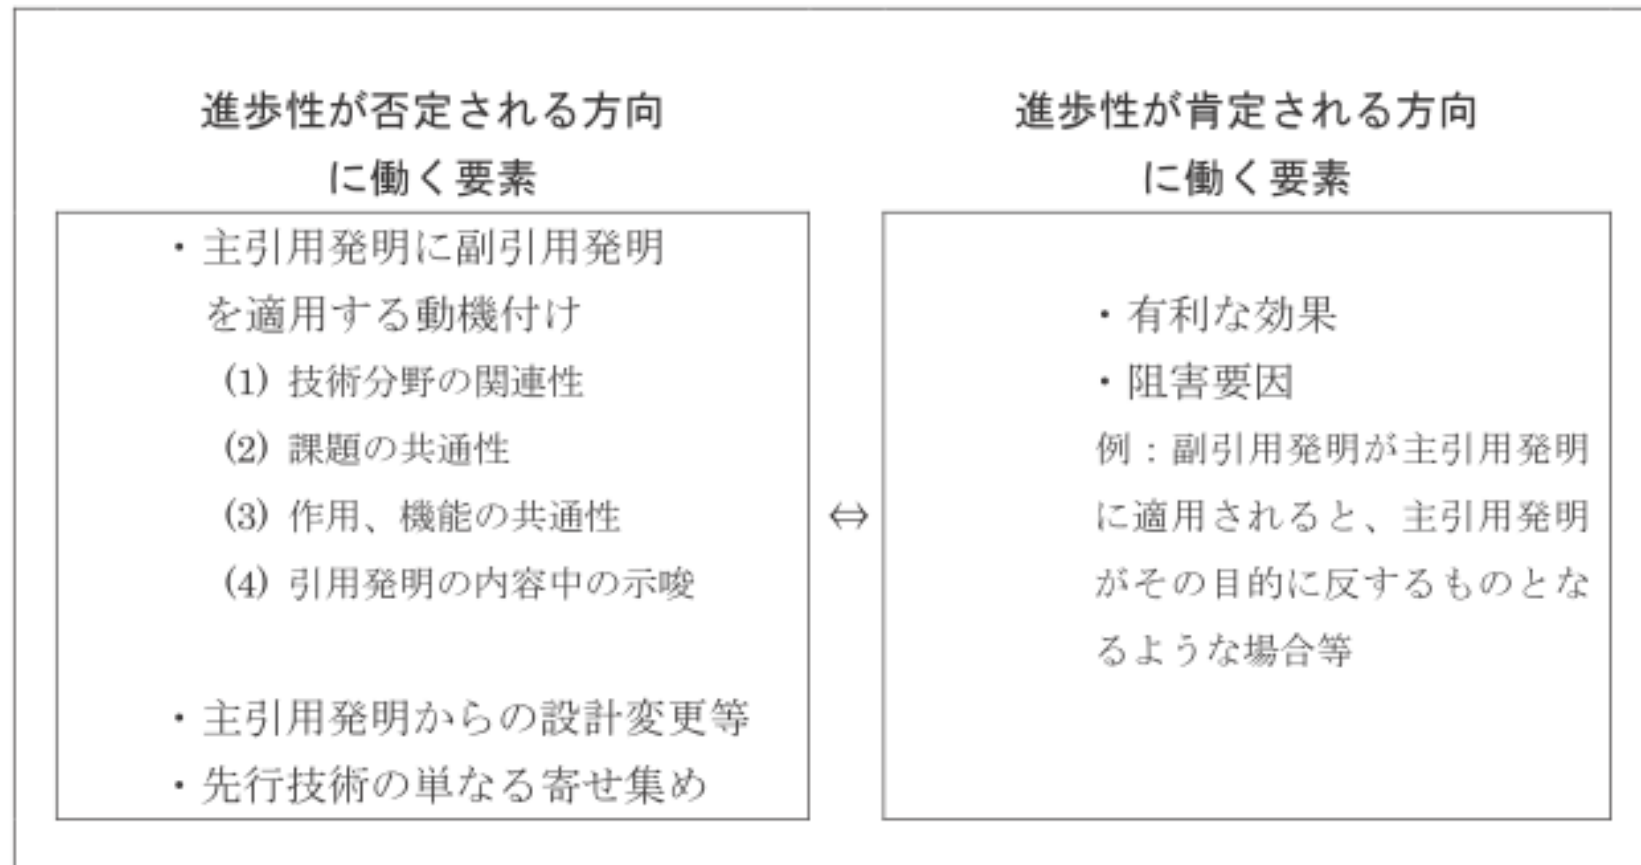 進歩性が否定される方向
に働く要素
・主引用発明に副引用発明
を適用する動機付け
(1) 技術分野の関連性
(2) 課題の共通性
(3) 作用、機能の共通性
(4) 引用発明の内容中の示唆
・主引用発明からの設計変更等
・先行技術の単なる寄せ集め
⇔
進歩性が肯定される方向
に働く要素
・有利な効果
・阻害要因
例：副引用発明が主引用発明
に適用されると、主引用発明
がその目的に反するものとな
るような場合等